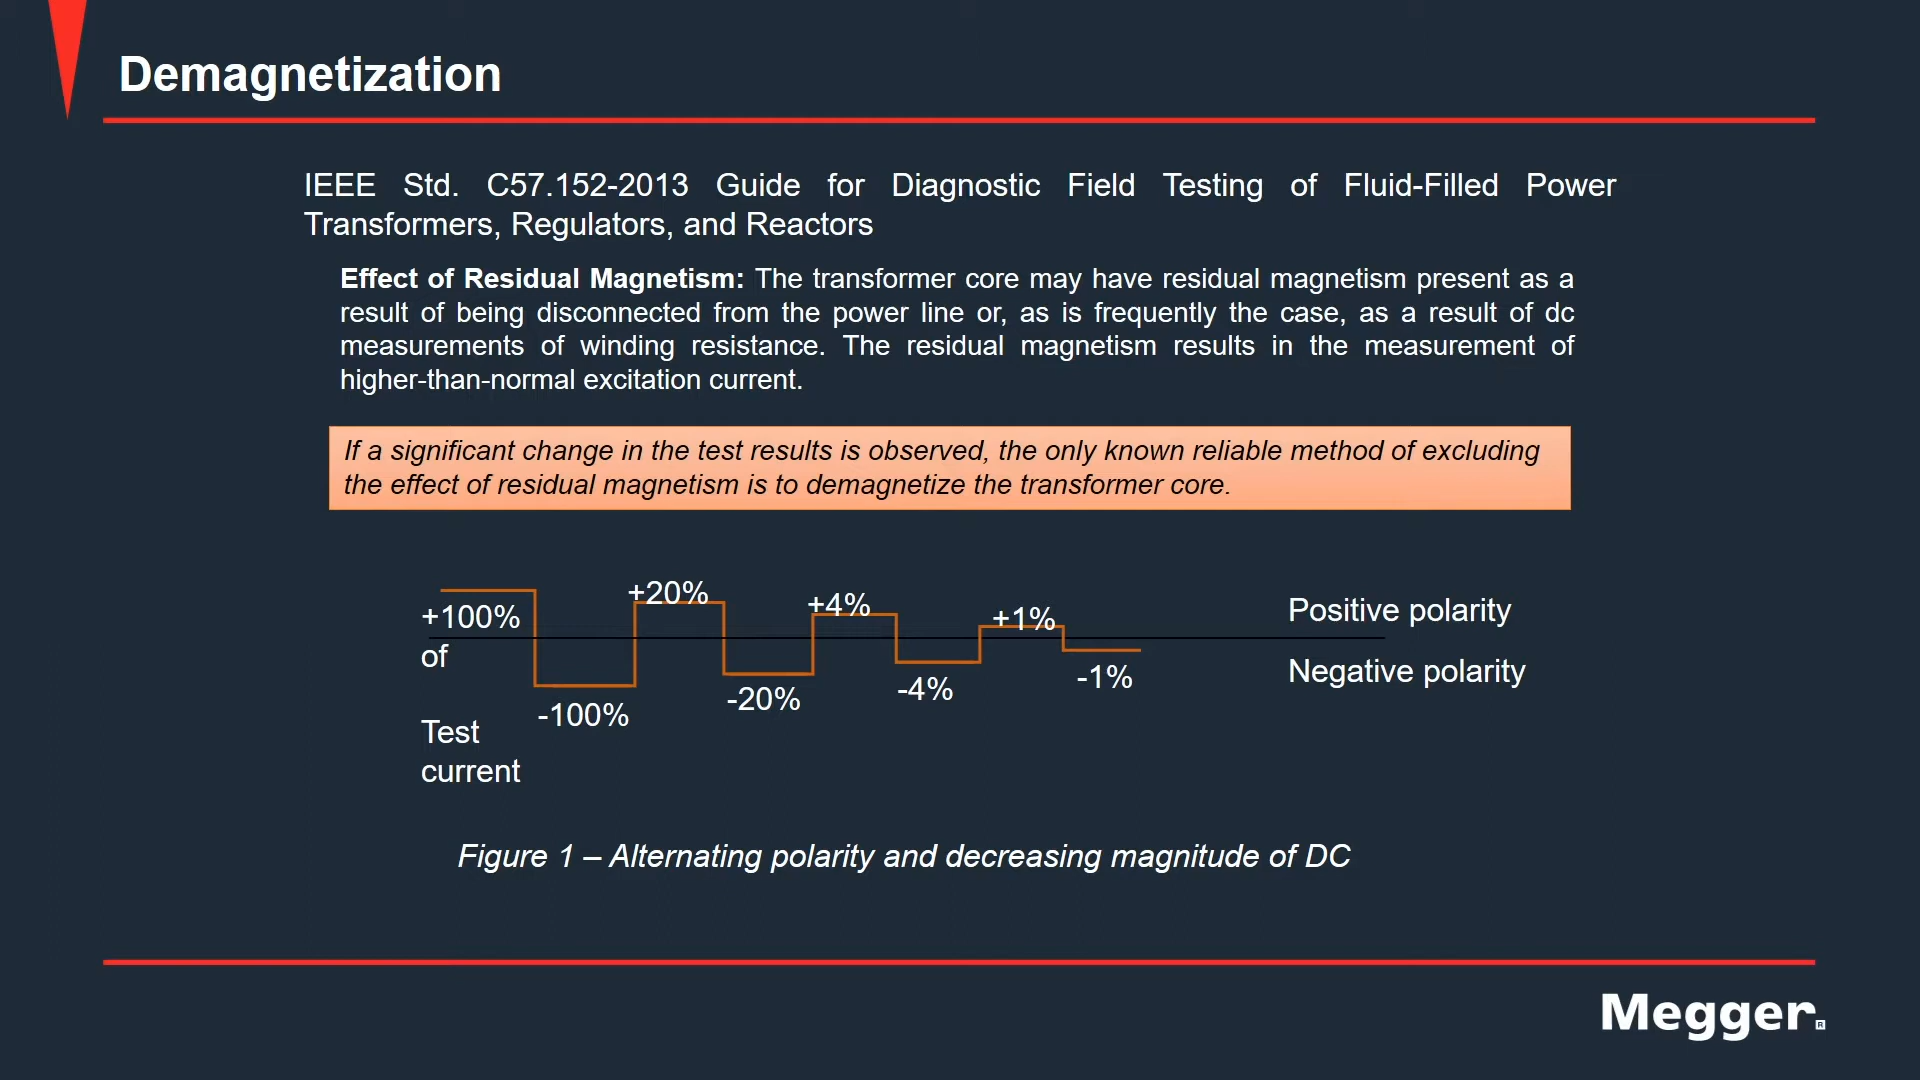 Demagnetization
IEEE Std. C57.152-2013 Guide for Diagnostic Field Testing of Fluid-Filled Power
Transformers, Regulators, and Reactors
Effect of Residual Magnetism: The transformer core may have residual magnetism present as a
result of being disconnected from the power line or, as is frequently the case, as a result of dc
measurements of winding resistance. The residual magnetism results in the measurement of
higher-than-normal excitation current.
If a significant change in the test results is observed, the only known reliable method of excluding
the effect of residual magnetism is to demagnetize the transformer core.
+100%
of
Test
current
-100%
+20%
-20%
+4%
-4%
+1%
-1%
Positive polarity
Negative polarity
Figure 1 – Alternating polarity and decreasing magnitude of DC
Megger®